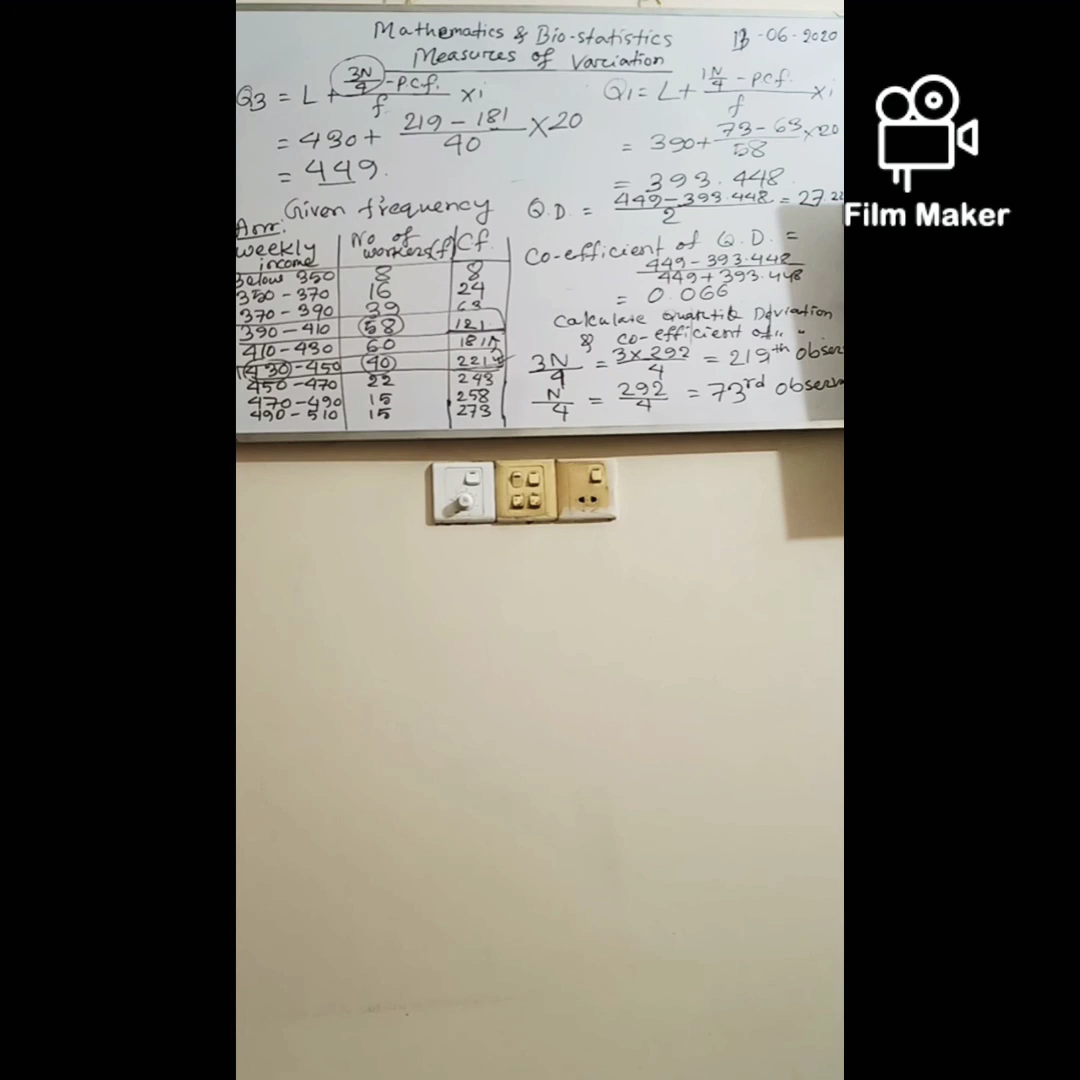 Mathematics & Bio-statistics 13-06-2020
Measures of Variation
Q3 = L + 3N/4 - p.c.f. / f × i
= 430 + 219 - 181 / 40 × 20
= 449.
Q1 = L + 1N/4 - p.c.f. / f × i
= 390 + 73 - 63 / 58 × 20
= 393.448
Q.D. = 449 - 393.448 / 2 = 27.22
Given frequency
Co-efficient of Q.D. =
449 - 393.448 / 449 + 393.448
= 0.066
Calculate Quartile Deviation
& co-efficient of " "
3N/4 = 3×292/4 = 219th obser
N/4 = 292/4 = 73rd observ
weekly income | No of workers (f) | Cf.
Below 350 | 8 | 8
350 - 370 | 16 | 24
370 - 390 | 39 | 63
390 - 410 | 58 | 121
410 - 430 | 60 | 181
430 - 450 | 40 | 221
450 - 470 | 22 | 243
470 - 490 | 15 | 258
490 - 510 | 15 | 273
Film Maker